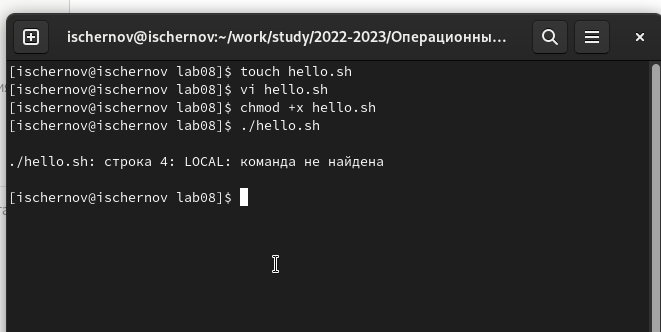 ischernov@ischernov:~/work/study/2022-2023/Операционны...
[ischernov@ischernov lab08]$ touch hello.sh
[ischernov@ischernov lab08]$ vi hello.sh
[ischernov@ischernov lab08]$ chmod +x hello.sh
[ischernov@ischernov lab08]$ ./hello.sh
./hello.sh: строка 4: LOCAL: команда не найдена
[ischernov@ischernov lab08]$